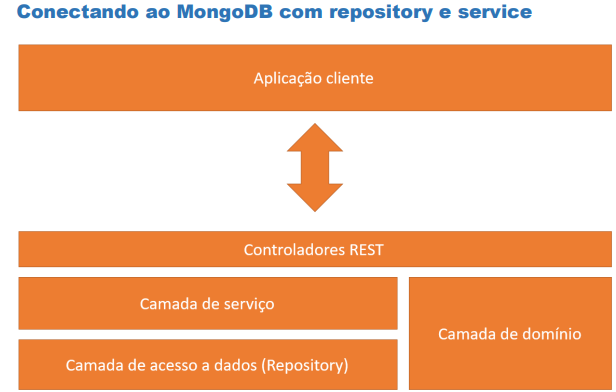 Conectando ao MongoDB com repository e service
Aplicação cliente
Controladores REST
Camada de serviço
Camada de domínio
Camada de acesso a dados (Repository)